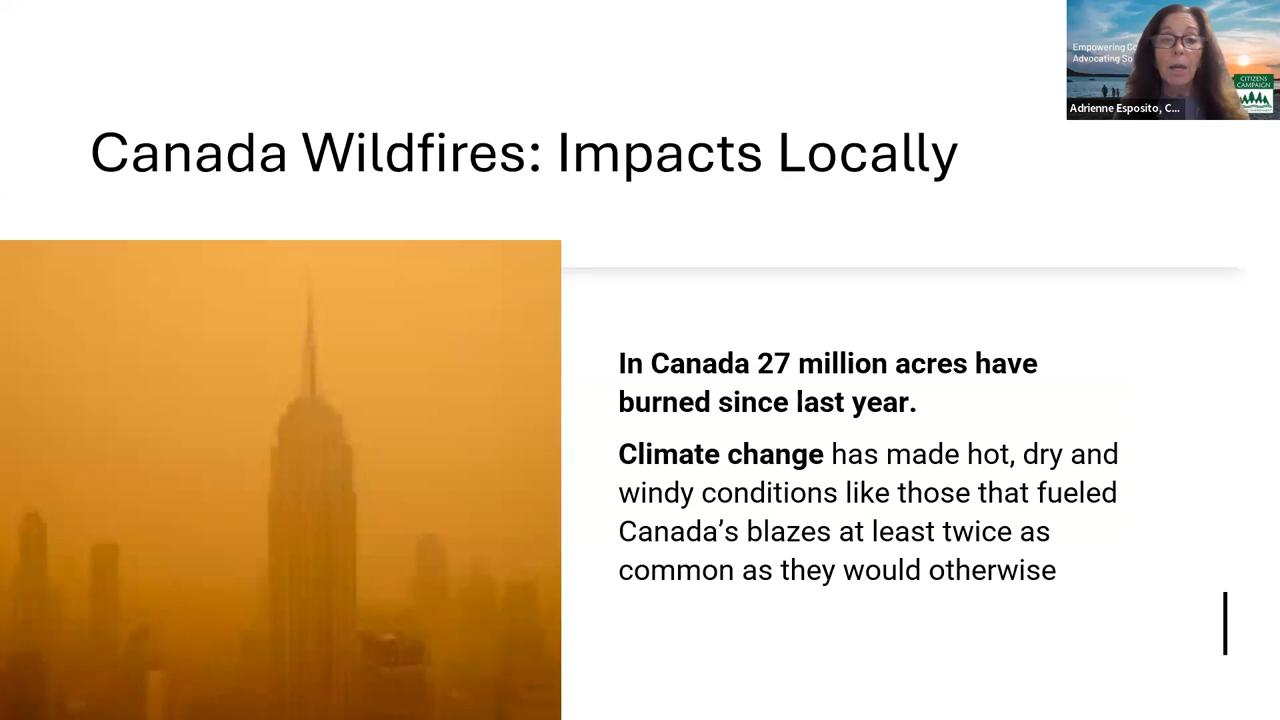 Empowering Co
Advocating So
CITIZENS
CAMPAIGN
Adrienne Esposito, C...
Canada Wildfires: Impacts Locally
In Canada 27 million acres have
burned since last year.
Climate change has made hot, dry and
windy conditions like those that fueled
Canada’s blazes at least twice as
common as they would otherwise